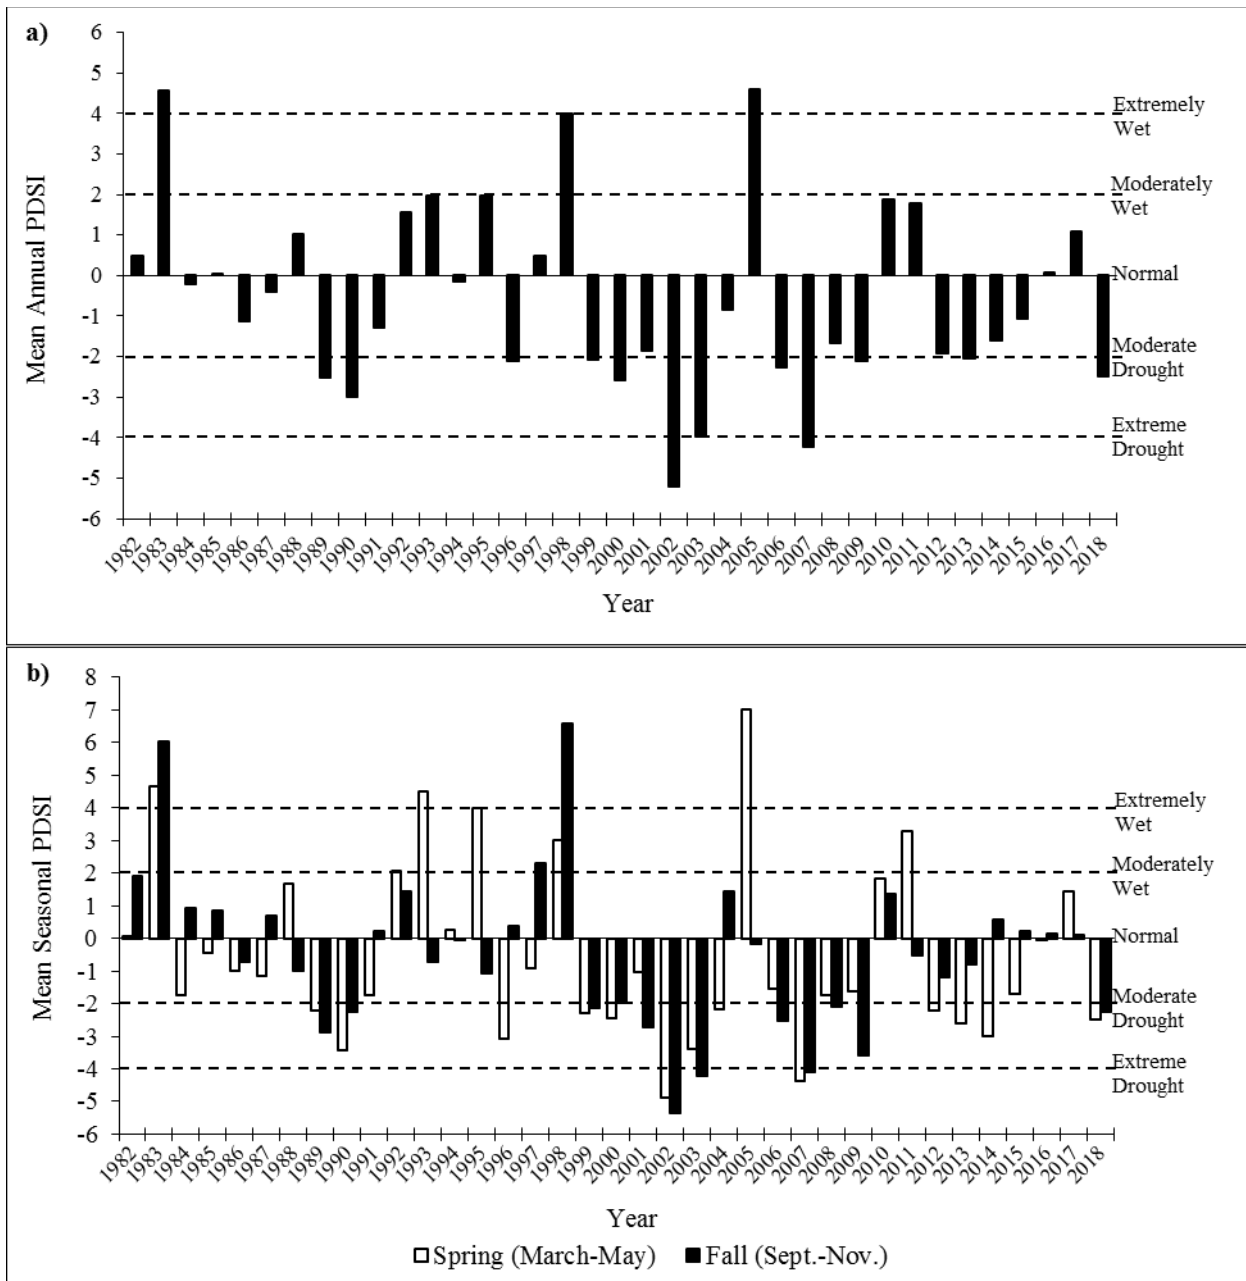 a)
6
5
4
3
2
1
0
-1
-2
-3
-4
-5
-6
Mean Annual PDSI
Extremely
Wet
Moderately
Wet
Normal
Moderate
Drought
Extreme
Drought
1982 1983 1984 1985 1986 1987 1988 1989 1990 1991 1992 1993 1994 1995 1996 1997 1998 1999 2000 2001 2002 2003 2004 2005 2006 2007 2008 2009 2010 2011 2012 2013 2014 2015 2016 2017 2018
Year
b)
8
7
6
5
4
3
2
1
0
-1
-2
-3
-4
-5
-6
Mean Seasonal PDSI
Extremely
Wet
Moderately
Wet
Normal
Moderate
Drought
Extreme
Drought
1982 1983 1984 1985 1986 1987 1988 1989 1990 1991 1992 1993 1994 1995 1996 1997 1998 1999 2000 2001 2002 2003 2004 2005 2006 2007 2008 2009 2010 2011 2012 2013 2014 2015 2016 2017 2018
Year
Spring (March-May) Fall (Sept.-Nov.)